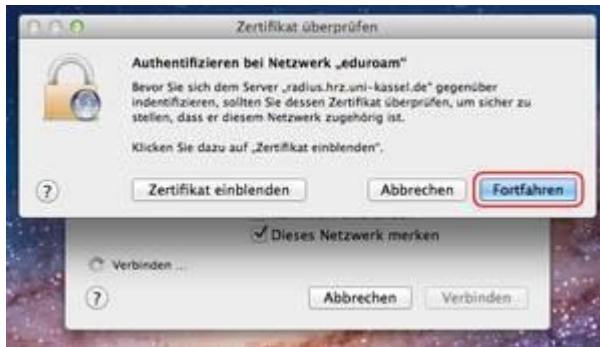 Zertifikat überprüfen
Authentifizieren bei Netzwerk „eduroam“
Bevor Sie sich dem Server „radius.hrz.uni-kassel.de“ gegenüber
indentifizieren, sollten Sie dessen Zertifikat überprüfen, um sicher zu
stellen, dass er diesem Netzwerk zugehörig ist.
Klicken Sie dazu auf „Zertifikat einblenden“.
? Zertifikat einblenden Abbrechen Fortfahren
Dieses Netzwerk merken
Verbinden ...
? Abbrechen Verbinden